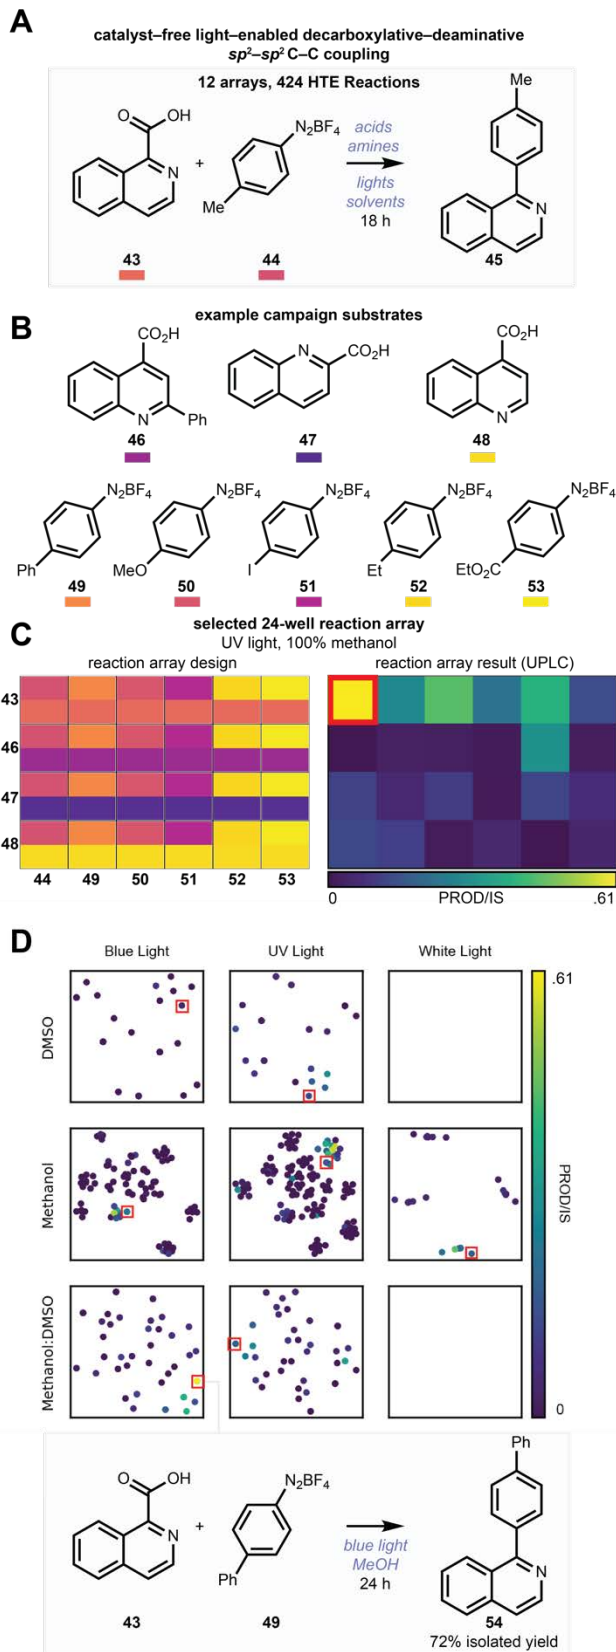 A
catalyst–free light–enabled decarboxylative–deaminative
sp²–sp² C–C coupling
12 arrays, 424 HTE Reactions
O
OH
N
+
N₂BF₄
Me
acids
amines
lights
solvents
18 h
Me
N
43
44
45
B
example campaign substrates
CO₂H
N
Ph
46
N
CO₂H
47
CO₂H
N
48
N₂BF₄
Ph
49
N₂BF₄
MeO
50
N₂BF₄
I
51
N₂BF₄
Et
52
N₂BF₄
EtO₂C
53
C
selected 24-well reaction array
UV light, 100% methanol
reaction array design
reaction array result (UPLC)
43
46
47
48
44 49 50 51 52 53
0 PROD/IS .61
D
Blue Light
UV Light
White Light
DMSO
Methanol
Methanol:DMSO
.61
PROD/IS
0
O
OH
N
+
N₂BF₄
Ph
blue light
MeOH
24 h
Ph
N
43
49
54
72% isolated yield